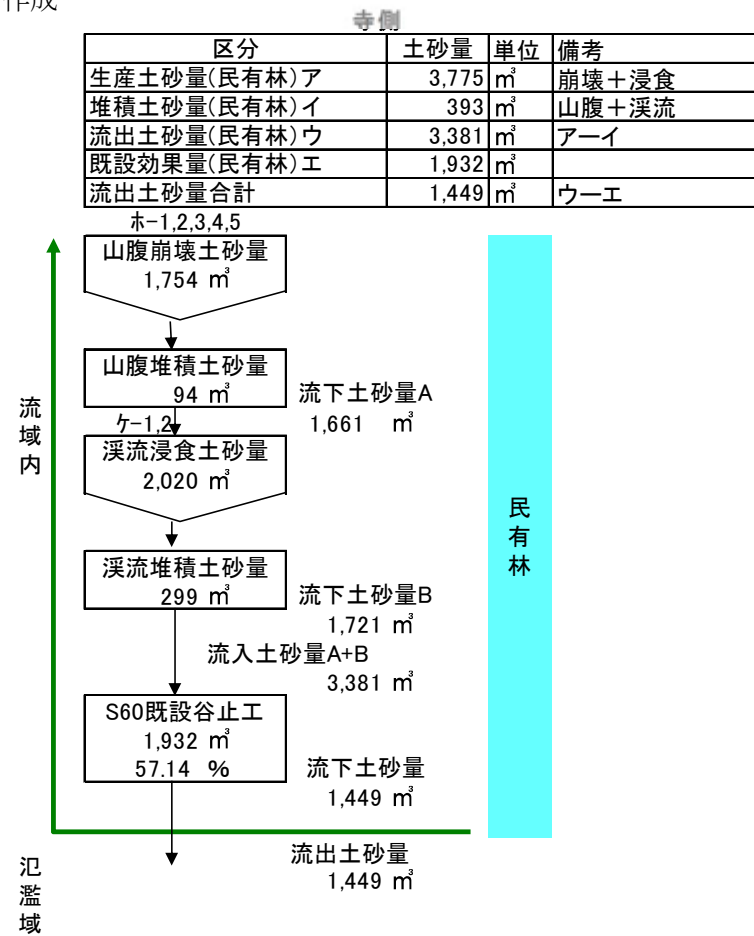 作成
寺側
区分 土砂量 単位 備考
生産土砂量(民有林)ア 3,775 ㎥ 崩壊＋浸食
堆積土砂量(民有林)イ 393 ㎥ 山腹＋渓流
流出土砂量(民有林)ウ 3,381 ㎥ アーイ
既設効果量(民有林)エ 1,932 ㎥
流出土砂量合計 1,449 ㎥ ウーエ
ホｰ1,2,3,4,5
山腹崩壊土砂量
1,754 ㎥
山腹堆積土砂量
94 ㎥
流下土砂量A
1,661 ㎥
ｹｰ1,2
渓流浸食土砂量
2,020 ㎥
渓流堆積土砂量
299 ㎥
流下土砂量B
1,721 ㎥
流入土砂量A+B
3,381 ㎥
S60既設谷止工
1,932 ㎥
57.14 %
流下土砂量
1,449 ㎥
流出土砂量
1,449 ㎥
流域内
氾濫域
民有林